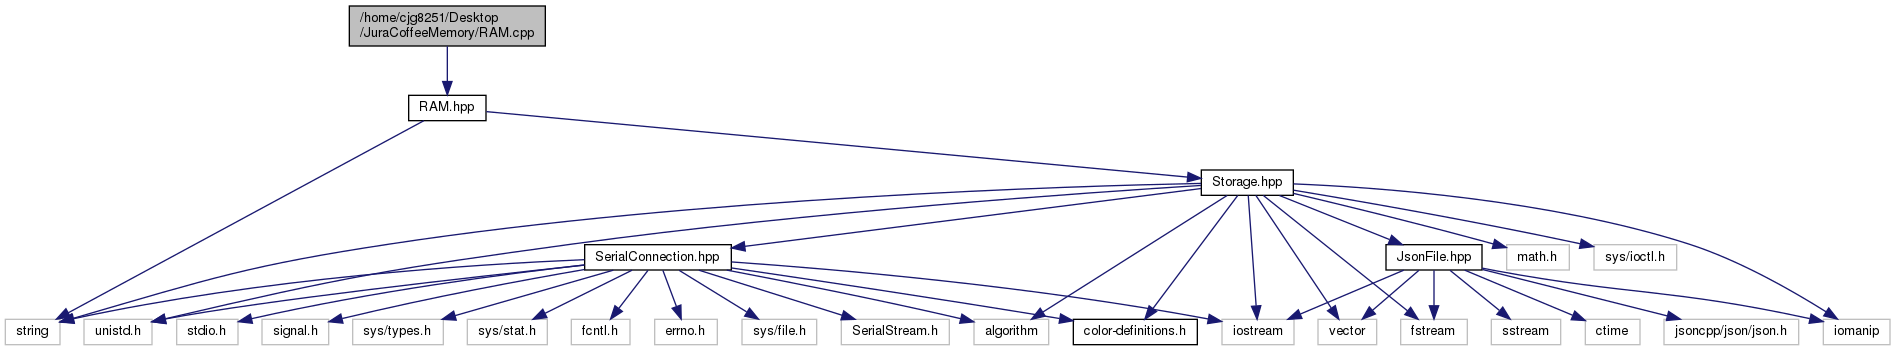 /home/cjg8251/Desktop
/JuraCoffeeMemory/RAM.cpp
RAM.hpp
Storage.hpp
SerialConnection.hpp
JsonFile.hpp
math.h
sys/ioctl.h
string
unistd.h
stdio.h
signal.h
sys/types.h
sys/stat.h
fcntl.h
errno.h
sys/file.h
SerialStream.h
algorithm
color-definitions.h
iostream
vector
fstream
sstream
ctime
jsoncpp/json/json.h
iomanip